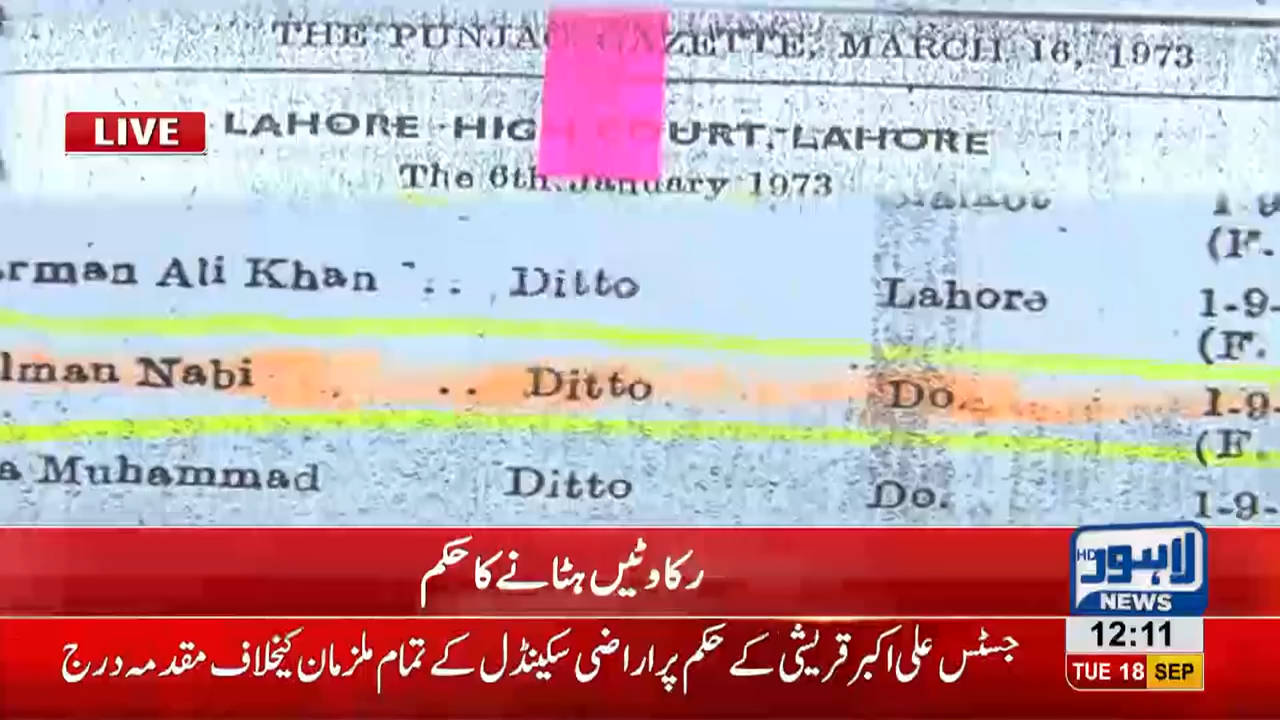 THE PUNJAB GAZETTE, MARCH 16, 1973
LIVE
LAHORE HIGH COURT, LAHORE
The 6th January 1973
rman Ali Khan .. Ditto Lahore 1-9-
(F.
lman Nabi .. Ditto Do. 1-9-
(F.
a Muhammad Ditto Do. 1-9-
رکاوٹیں ہٹانے کا حکم
HD لاہور
NEWS
جسٹس علی اکبر قریشی کے حکم پر اراضی سکینڈل کے تمام ملزمان کیخلاف مقدمہ درج
12:11
TUE 18 SEP